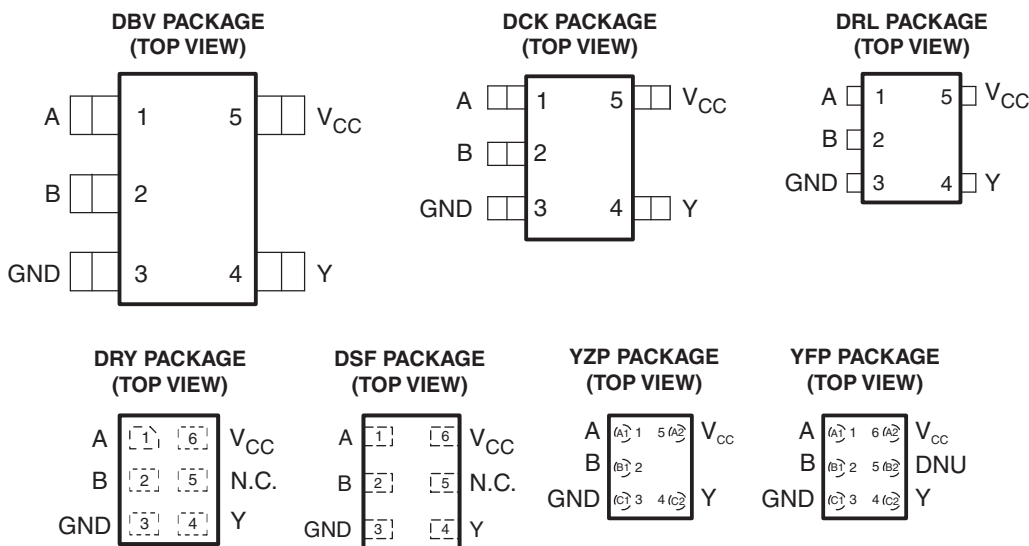 DBV PACKAGE
(TOP VIEW)
A 1 5 VCC
B 2
GND 3 4 Y
DCK PACKAGE
(TOP VIEW)
A 1 5 VCC
B 2
GND 3 4 Y
DRL PACKAGE
(TOP VIEW)
A 1 5 VCC
B 2
GND 3 4 Y
DRY PACKAGE
(TOP VIEW)
A 1 6 VCC
B 2 5 N.C.
GND 3 4 Y
DSF PACKAGE
(TOP VIEW)
A 1 6 VCC
B 2 5 N.C.
GND 3 4 Y
YZP PACKAGE
(TOP VIEW)
A A1 1 5 A2 VCC
B B1 2
GND C1 3 4 C2 Y
YFP PACKAGE
(TOP VIEW)
A A1 1 6 A2 VCC
B B1 2 5 B2 DNU
GND C1 3 4 C2 Y